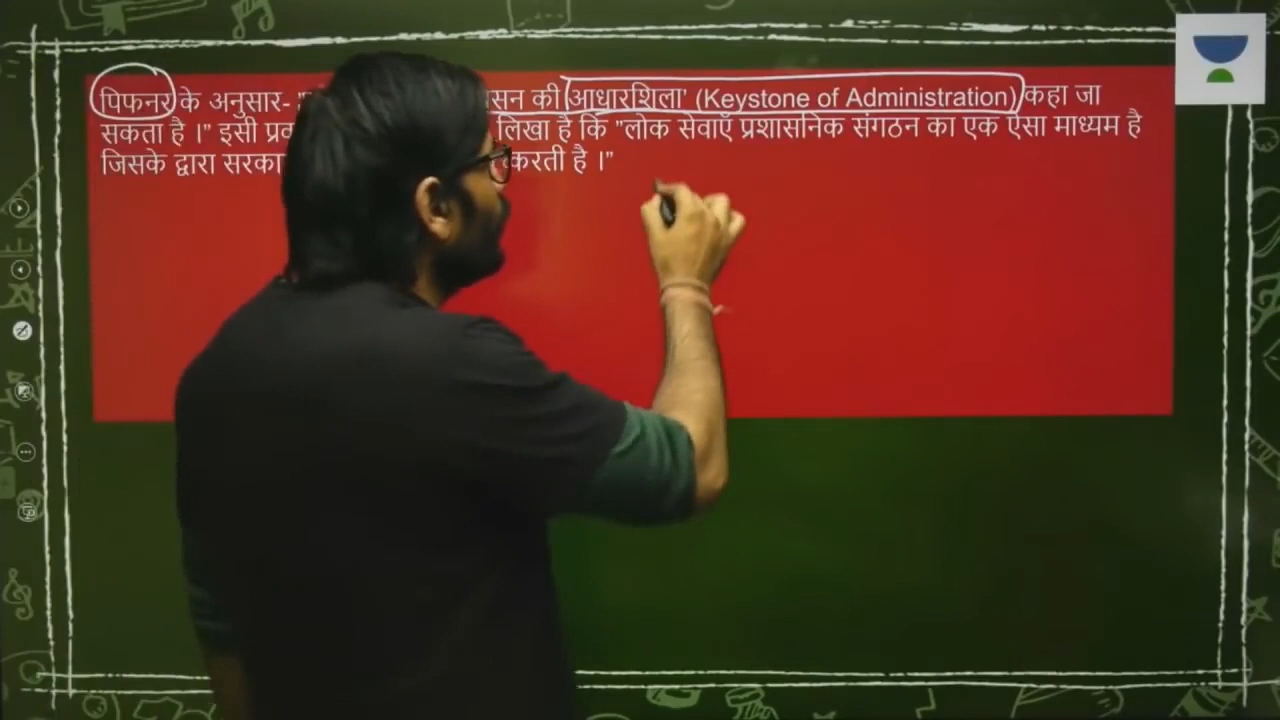 पिफनर के अनुसार- " सन की 'आधारशिला' (Keystone of Administration) कहा जा
सकता है ।" इसी लिखा है कि "लोक सेवाएँ प्रशासनिक संगठन का एक ऐसा माध्यम है
जिसके द्वारा करती है ।"